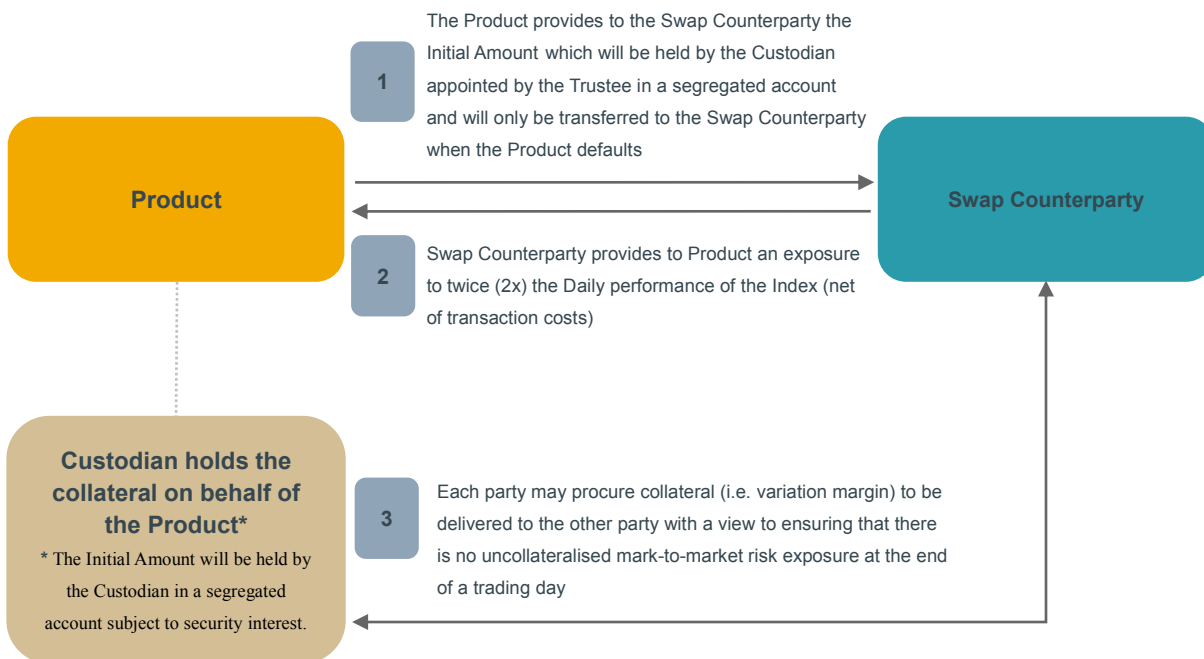 The Product provides to the Swap Counterparty the
Initial Amount which will be held by the Custodian
appointed by the Trustee in a segregated account
and will only be transferred to the Swap Counterparty
when the Product defaults
1
Product
Swap Counterparty
2
Swap Counterparty provides to Product an exposure
to twice (2x) the Daily performance of the Index (net
of transaction costs)
Custodian holds the
collateral on behalf of
the Product*
* The Initial Amount will be held by
the Custodian in a segregated
account subject to security interest.
3
Each party may procure collateral (i.e. variation margin) to be
delivered to the other party with a view to ensuring that there
is no uncollateralised mark-to-market risk exposure at the end
of a trading day